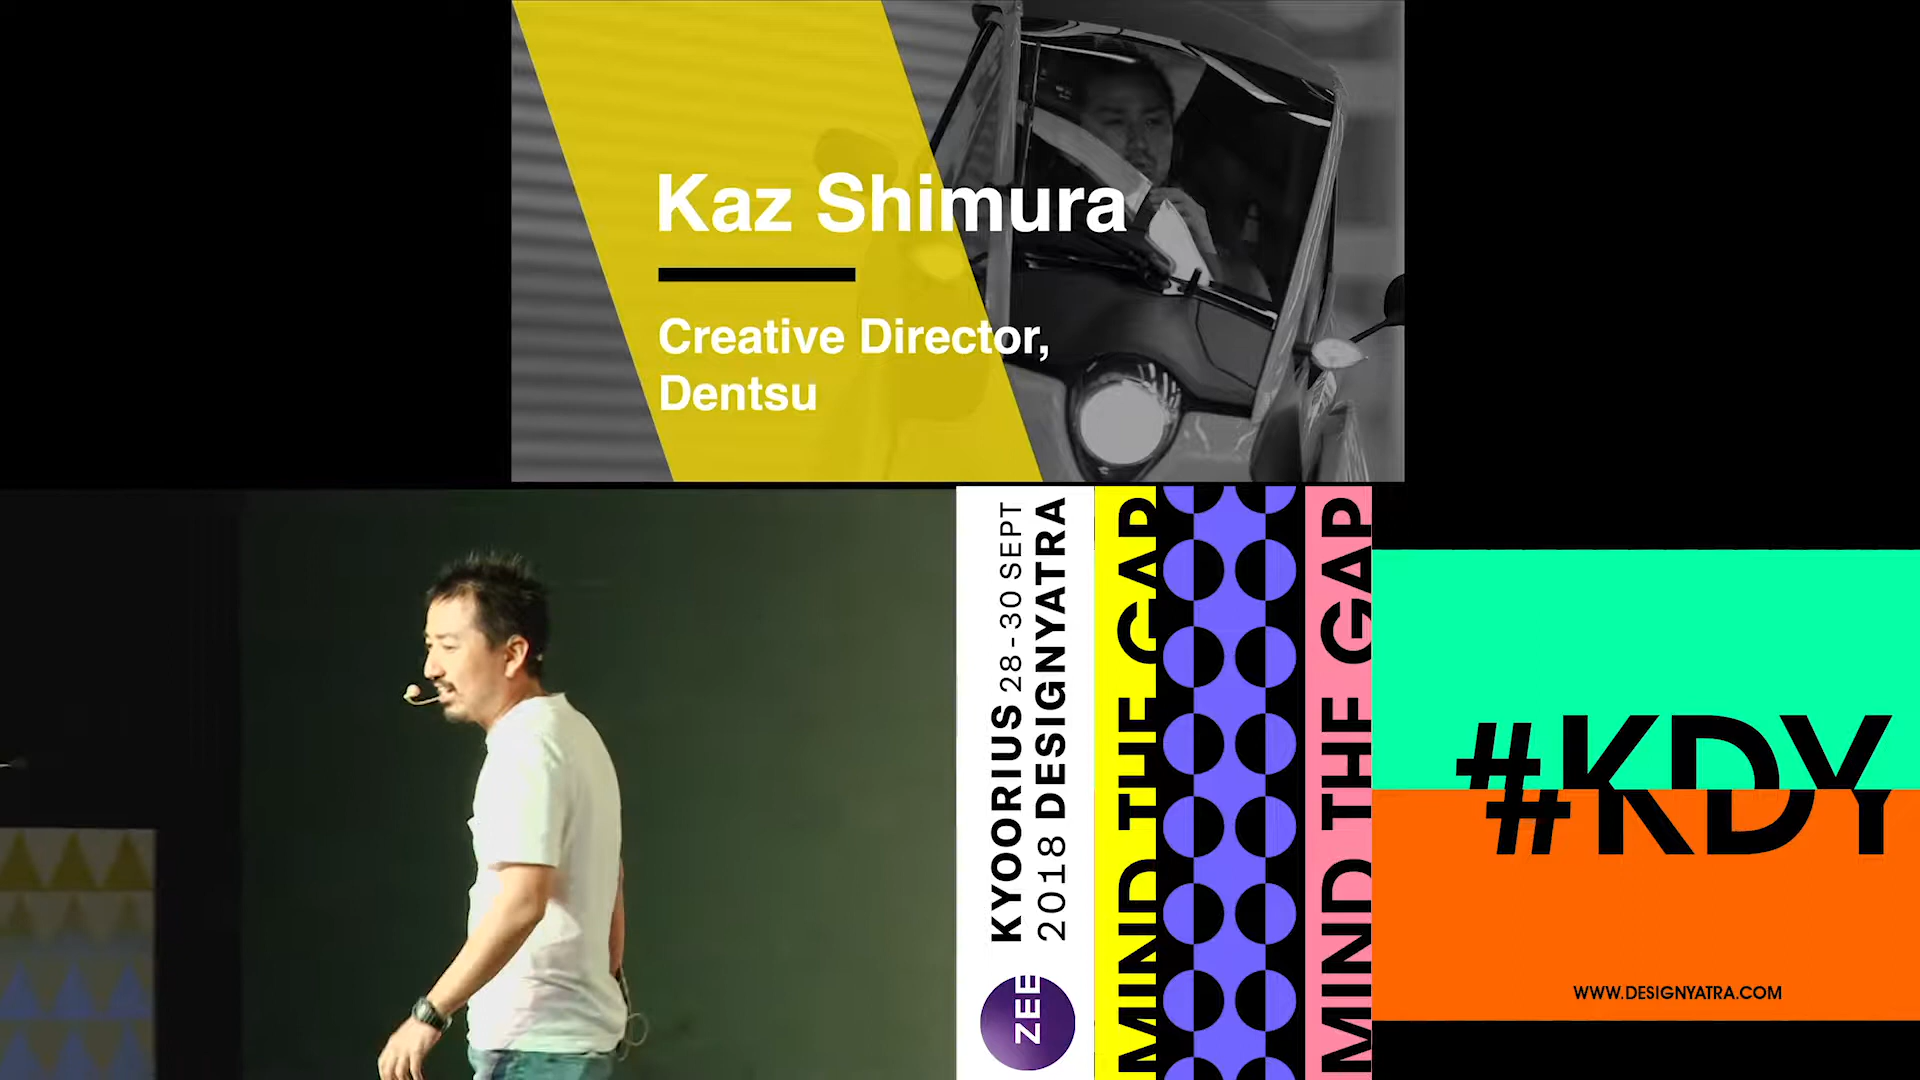 Kaz Shimura
Creative Director,
Dentsu
KYOORIUS 28-30 SEPT
2018 DESIGNYATRA
ZEE
MIND THE GAP
MIND THE GAP
#KDY
WWW.DESIGNYATRA.COM